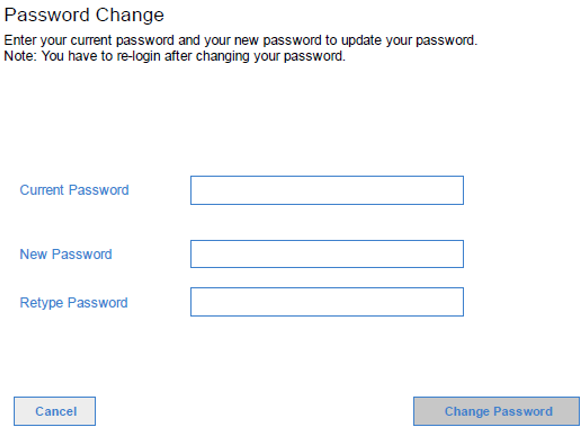 Password Change
Enter your current password and your new password to update your password.
Note: You have to re-login after changing your password.
Current Password
New Password
Retype Password
Cancel
Change Password